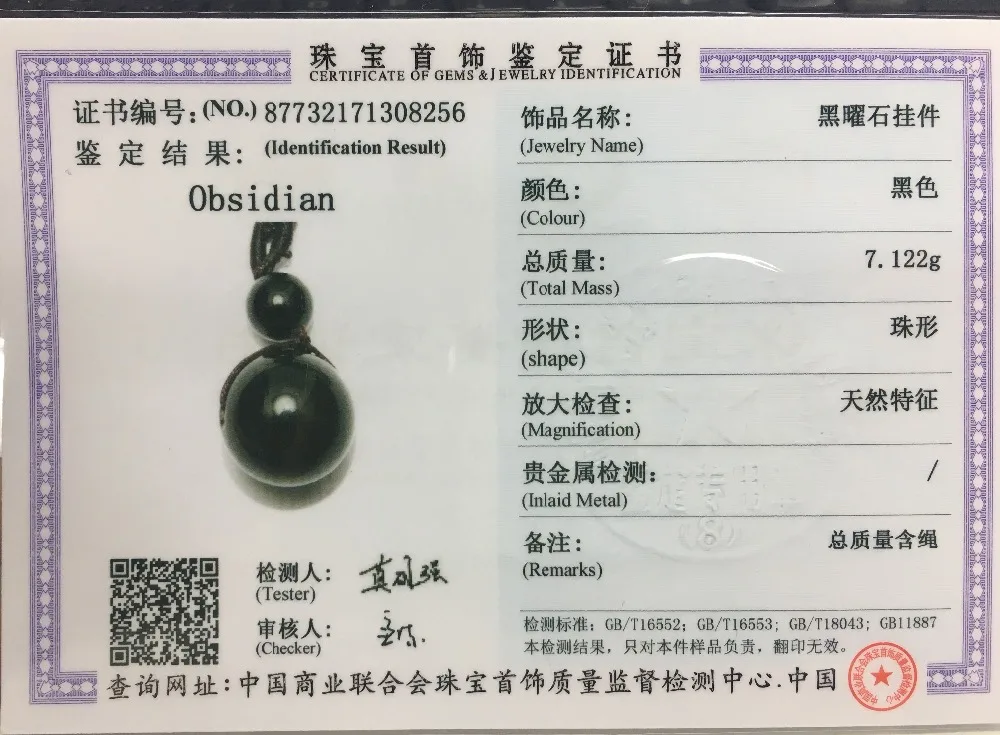 珠宝首饰鉴定证书
CERTIFICATE OF GEMS &JEWELRY IDENTIFICATION
证书编号:(NO.) 87732171308256
鉴定结果: (Identification Result)
Obsidian
饰品名称: 黑曜石挂件
(Jewelry Name)
颜色: 黑色
(Colour)
总质量: 7.122g
(Total Mass)
形状: 珠形
(shape)
放大检查: 天然特征
(Magnification)
贵金属检测: /
(Inlaid Metal)
备注: 总质量含绳
(Remarks)
检测人:
(Tester)
审核人:
(Checker)
检测标准: GB/T16552; GB/T16553; GB/T18043; GB11887
本检测结果, 只对本件样品负责, 翻印无效。
查询网址:中国商业联合会珠宝首饰质量监督检测中心.中国